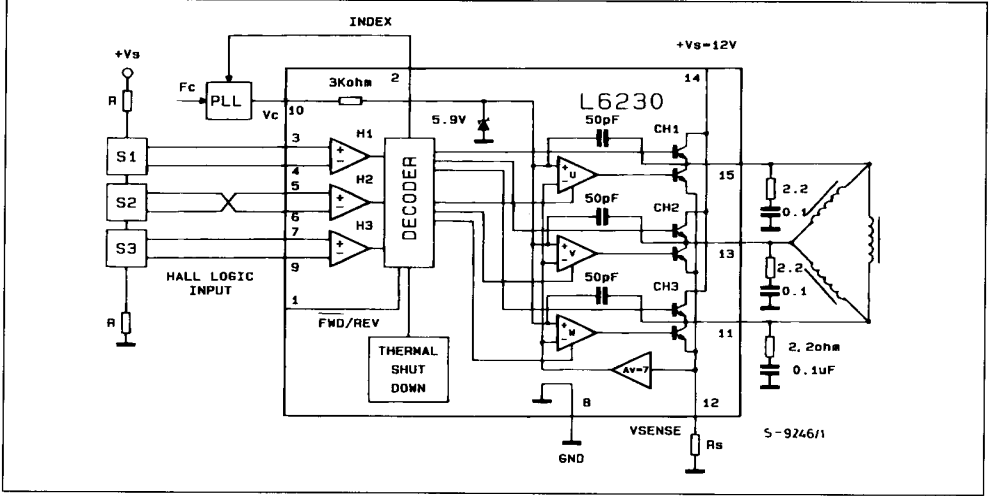 INDEX
+Vs=12V
+Vs
Fc
PLL
Vc
R
10
3Kohm
2
14
L6230
5.9V
50pF
CH1
3
H1
S1
4
15
U
2.2
0.1
5
H2
S2
6
DECODER
50pF
CH2
V
13
2.2
0.1
7
H3
S3
9
HALL LOGIC
INPUT
50pF
CH3
W
11
1
FWD/REV
R
THERMAL
SHUT
DOWN
Av=7
2.2ohm
0.1uF
8
12
VSENSE
Rs
GND
S-9246/1